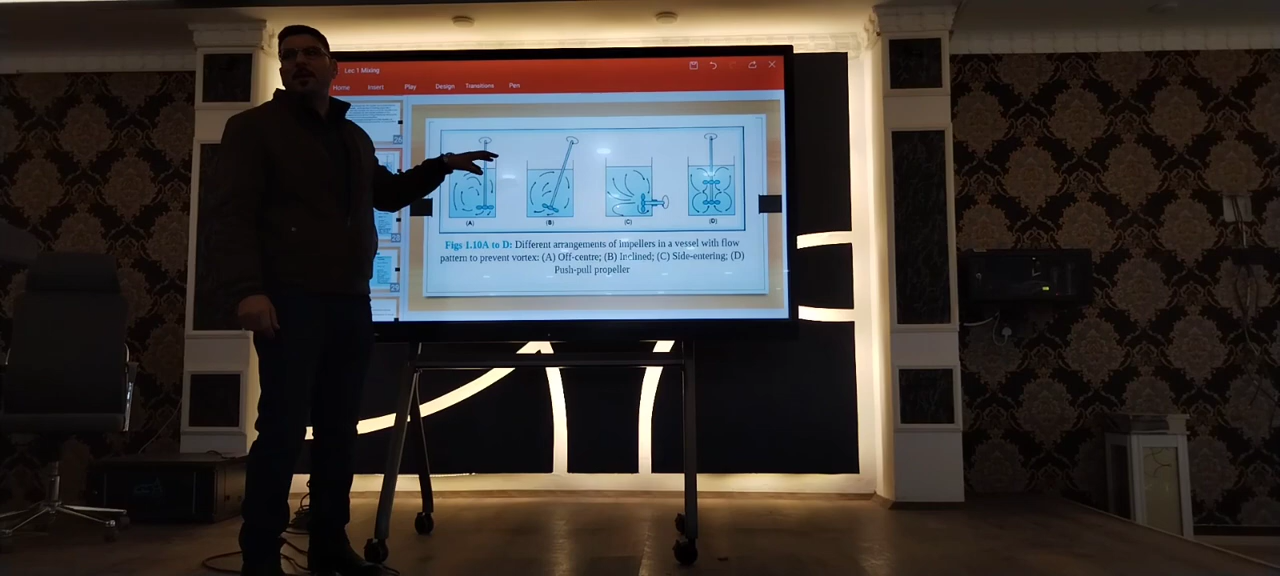 Lec 1 Mixing
Home Insert Play Design Transitions Pen
(A) (B) (C) (D)
Figs 1.10A to D: Different arrangements of impellers in a vessel with flow
pattern to prevent vortex: (A) Off-centre; (B) Inclined; (C) Side-entering; (D)
Push-pull propeller